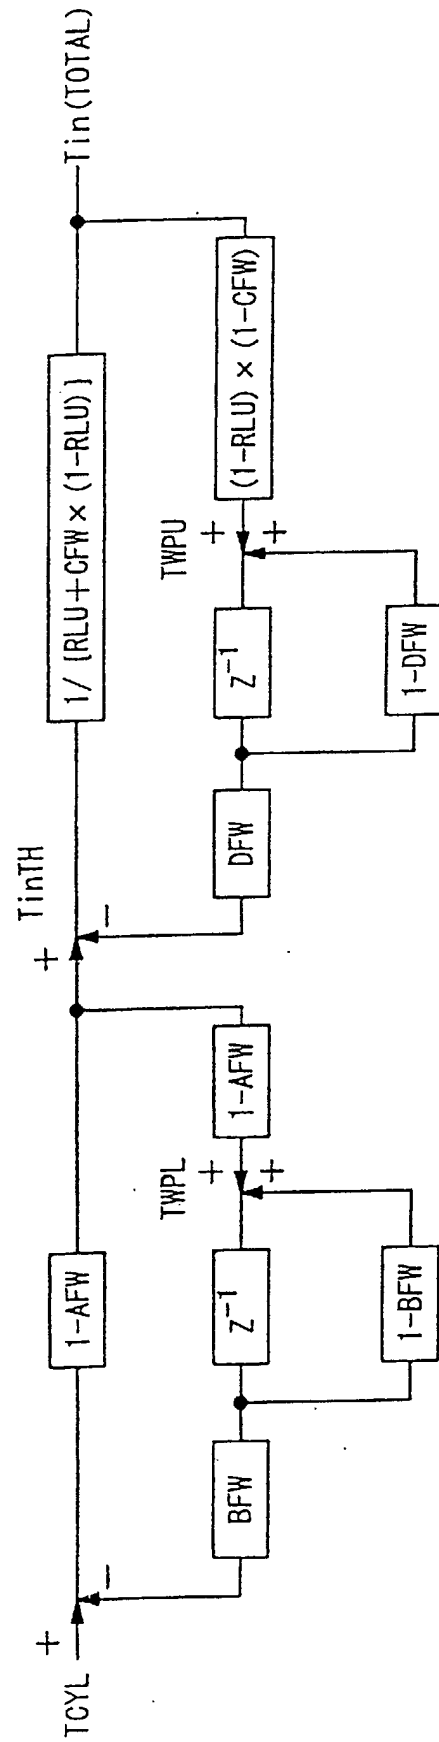 TCYL
+
−
1-AFW
BFW
Z⁻¹
1-BFW
TWPL
+
+
1-AFW
+
TinTH
−
1/ [RLU+CFW×(1-RLU)]
DFW
Z⁻¹
1-DFW
TWPU
+
+
(1-RLU)×(1-CFW)
Tin(TOTAL)